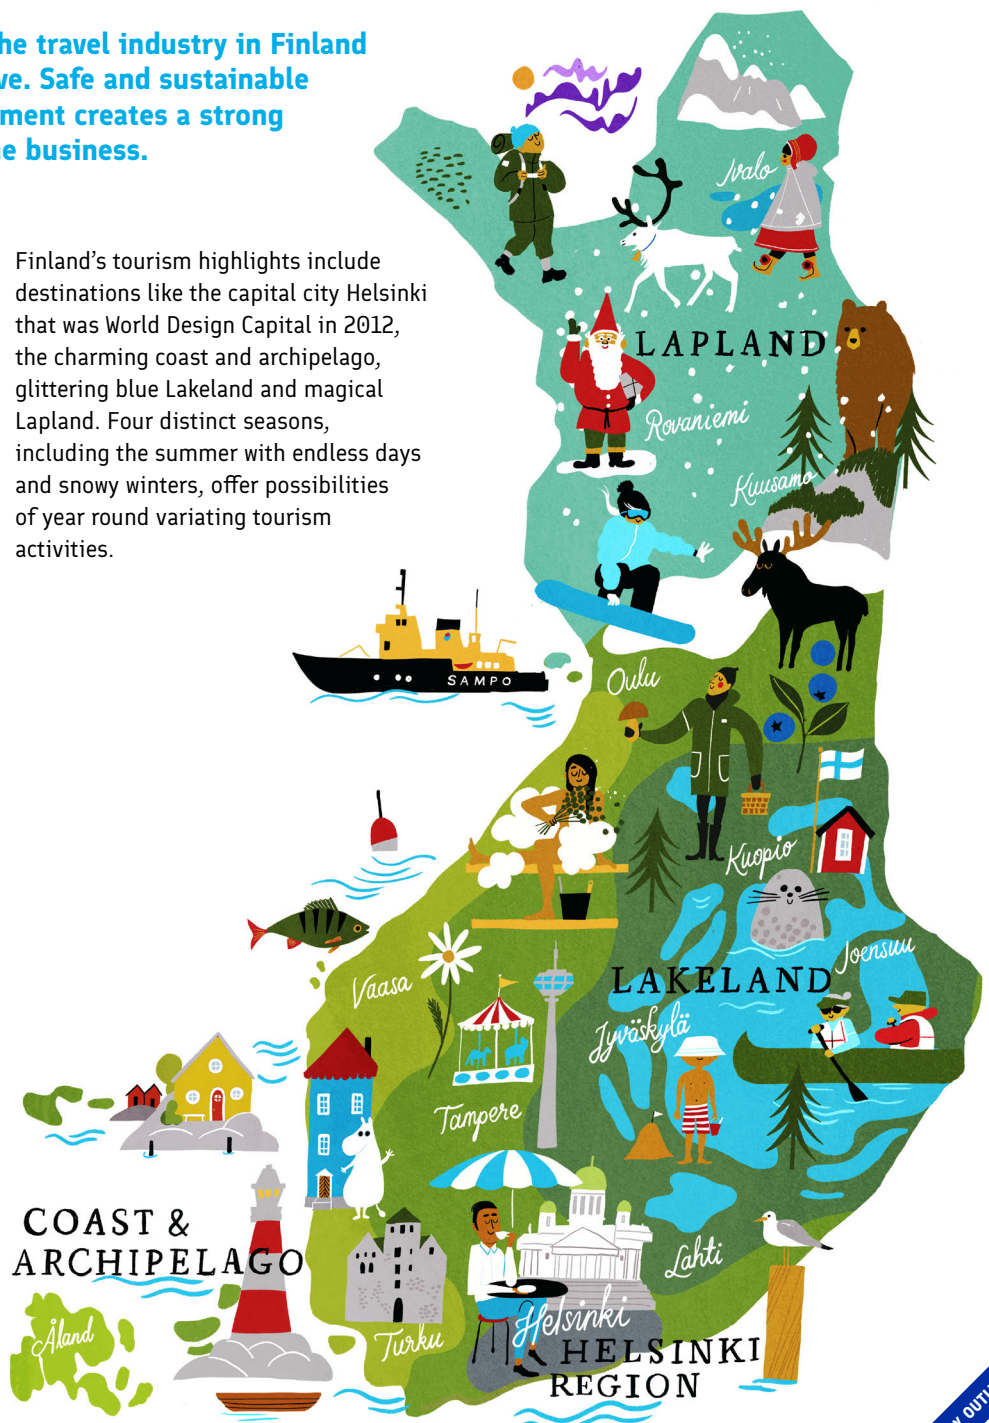 he travel industry in Finland
ve. Safe and sustainable
ment creates a strong
e business.
Finland's tourism highlights include
destinations like the capital city Helsinki
that was World Design Capital in 2012,
the charming coast and archipelago,
glittering blue Lakeland and magical
Lapland. Four distinct seasons,
including the summer with endless days
and snowy winters, offer possibilities
of year round variating tourism
activities.
Ivalo
LAPLAND
Rovaniemi
Kuusamo
SAMPO
Oulu
Kuopio
Joensuu
LAKELAND
Vaasa
Jyväskylä
Tampere
COAST &
ARCHIPELAGO
Lahti
Åland
Turku
Helsinki
HELSINKI
REGION